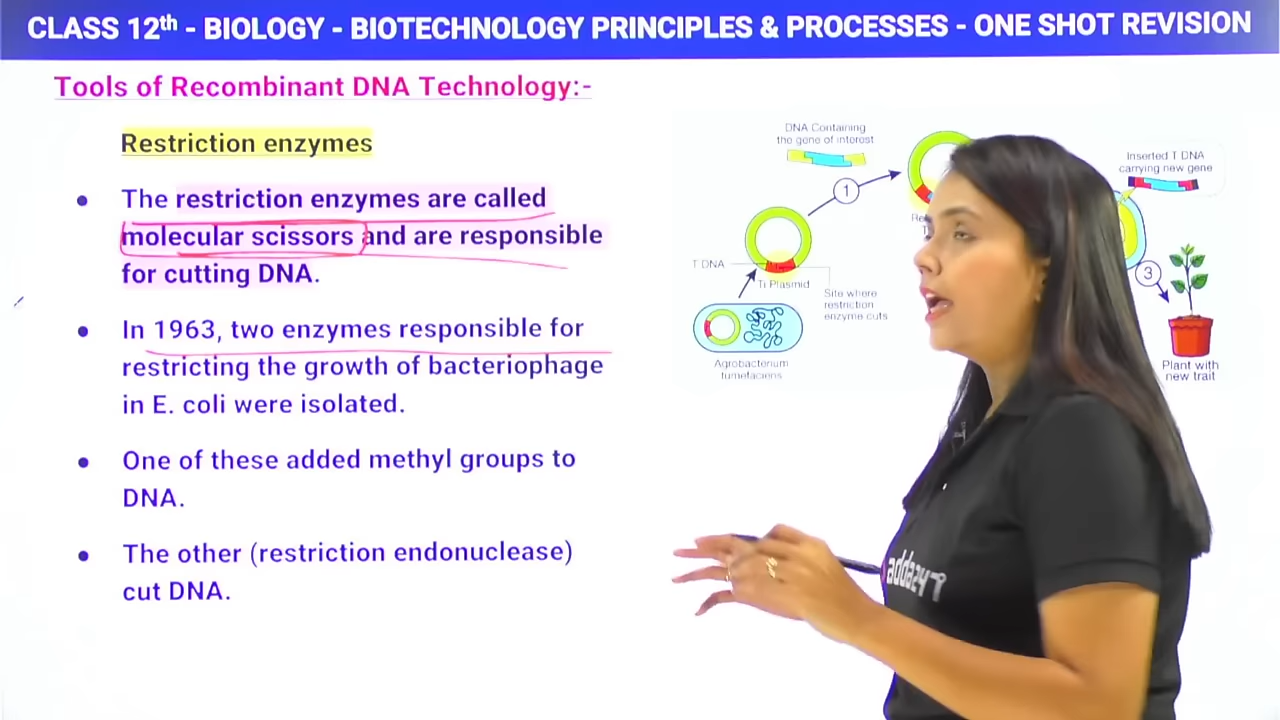 CLASS 12th - BIOLOGY - BIOTECHNOLOGY PRINCIPLES & PROCESSES - ONE SHOT REVISION
Tools of Recombinant DNA Technology:-
Restriction enzymes
• The restriction enzymes are called
molecular scissors and are responsible
for cutting DNA.
• In 1963, two enzymes responsible for
restricting the growth of bacteriophage
in E. coli were isolated.
• One of these added methyl groups to
DNA.
• The other (restriction endonuclease)
cut DNA.
DNA Containing
the gene of interest
1
T DNA
Ti Plasmid
Site where
restriction
enzyme cuts
Agrobacterium
tumefaciens
Inserted T DNA
carrying new gene
3
Plant with
new trait
adda247